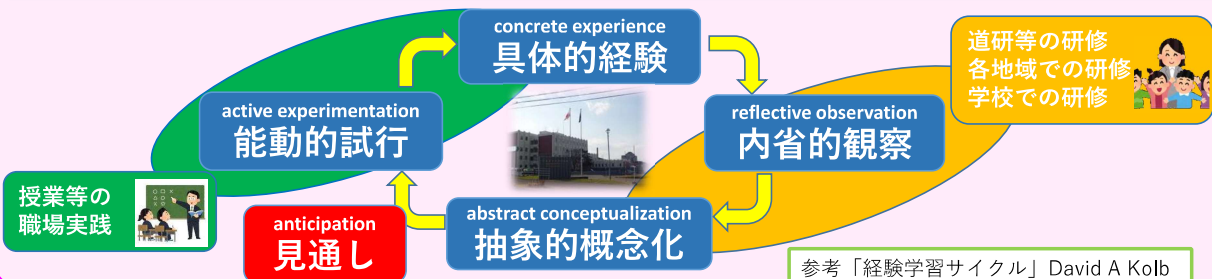 concrete experience
具体的経験
道研等の研修
各地域での研修
学校での研修
active experimentation
能動的試行
reflective observation
内省的観察
授業等の
職場実践
anticipation
見通し
abstract conceptualization
抽象的概念化
参考「経験学習サイクル」David A Kolb